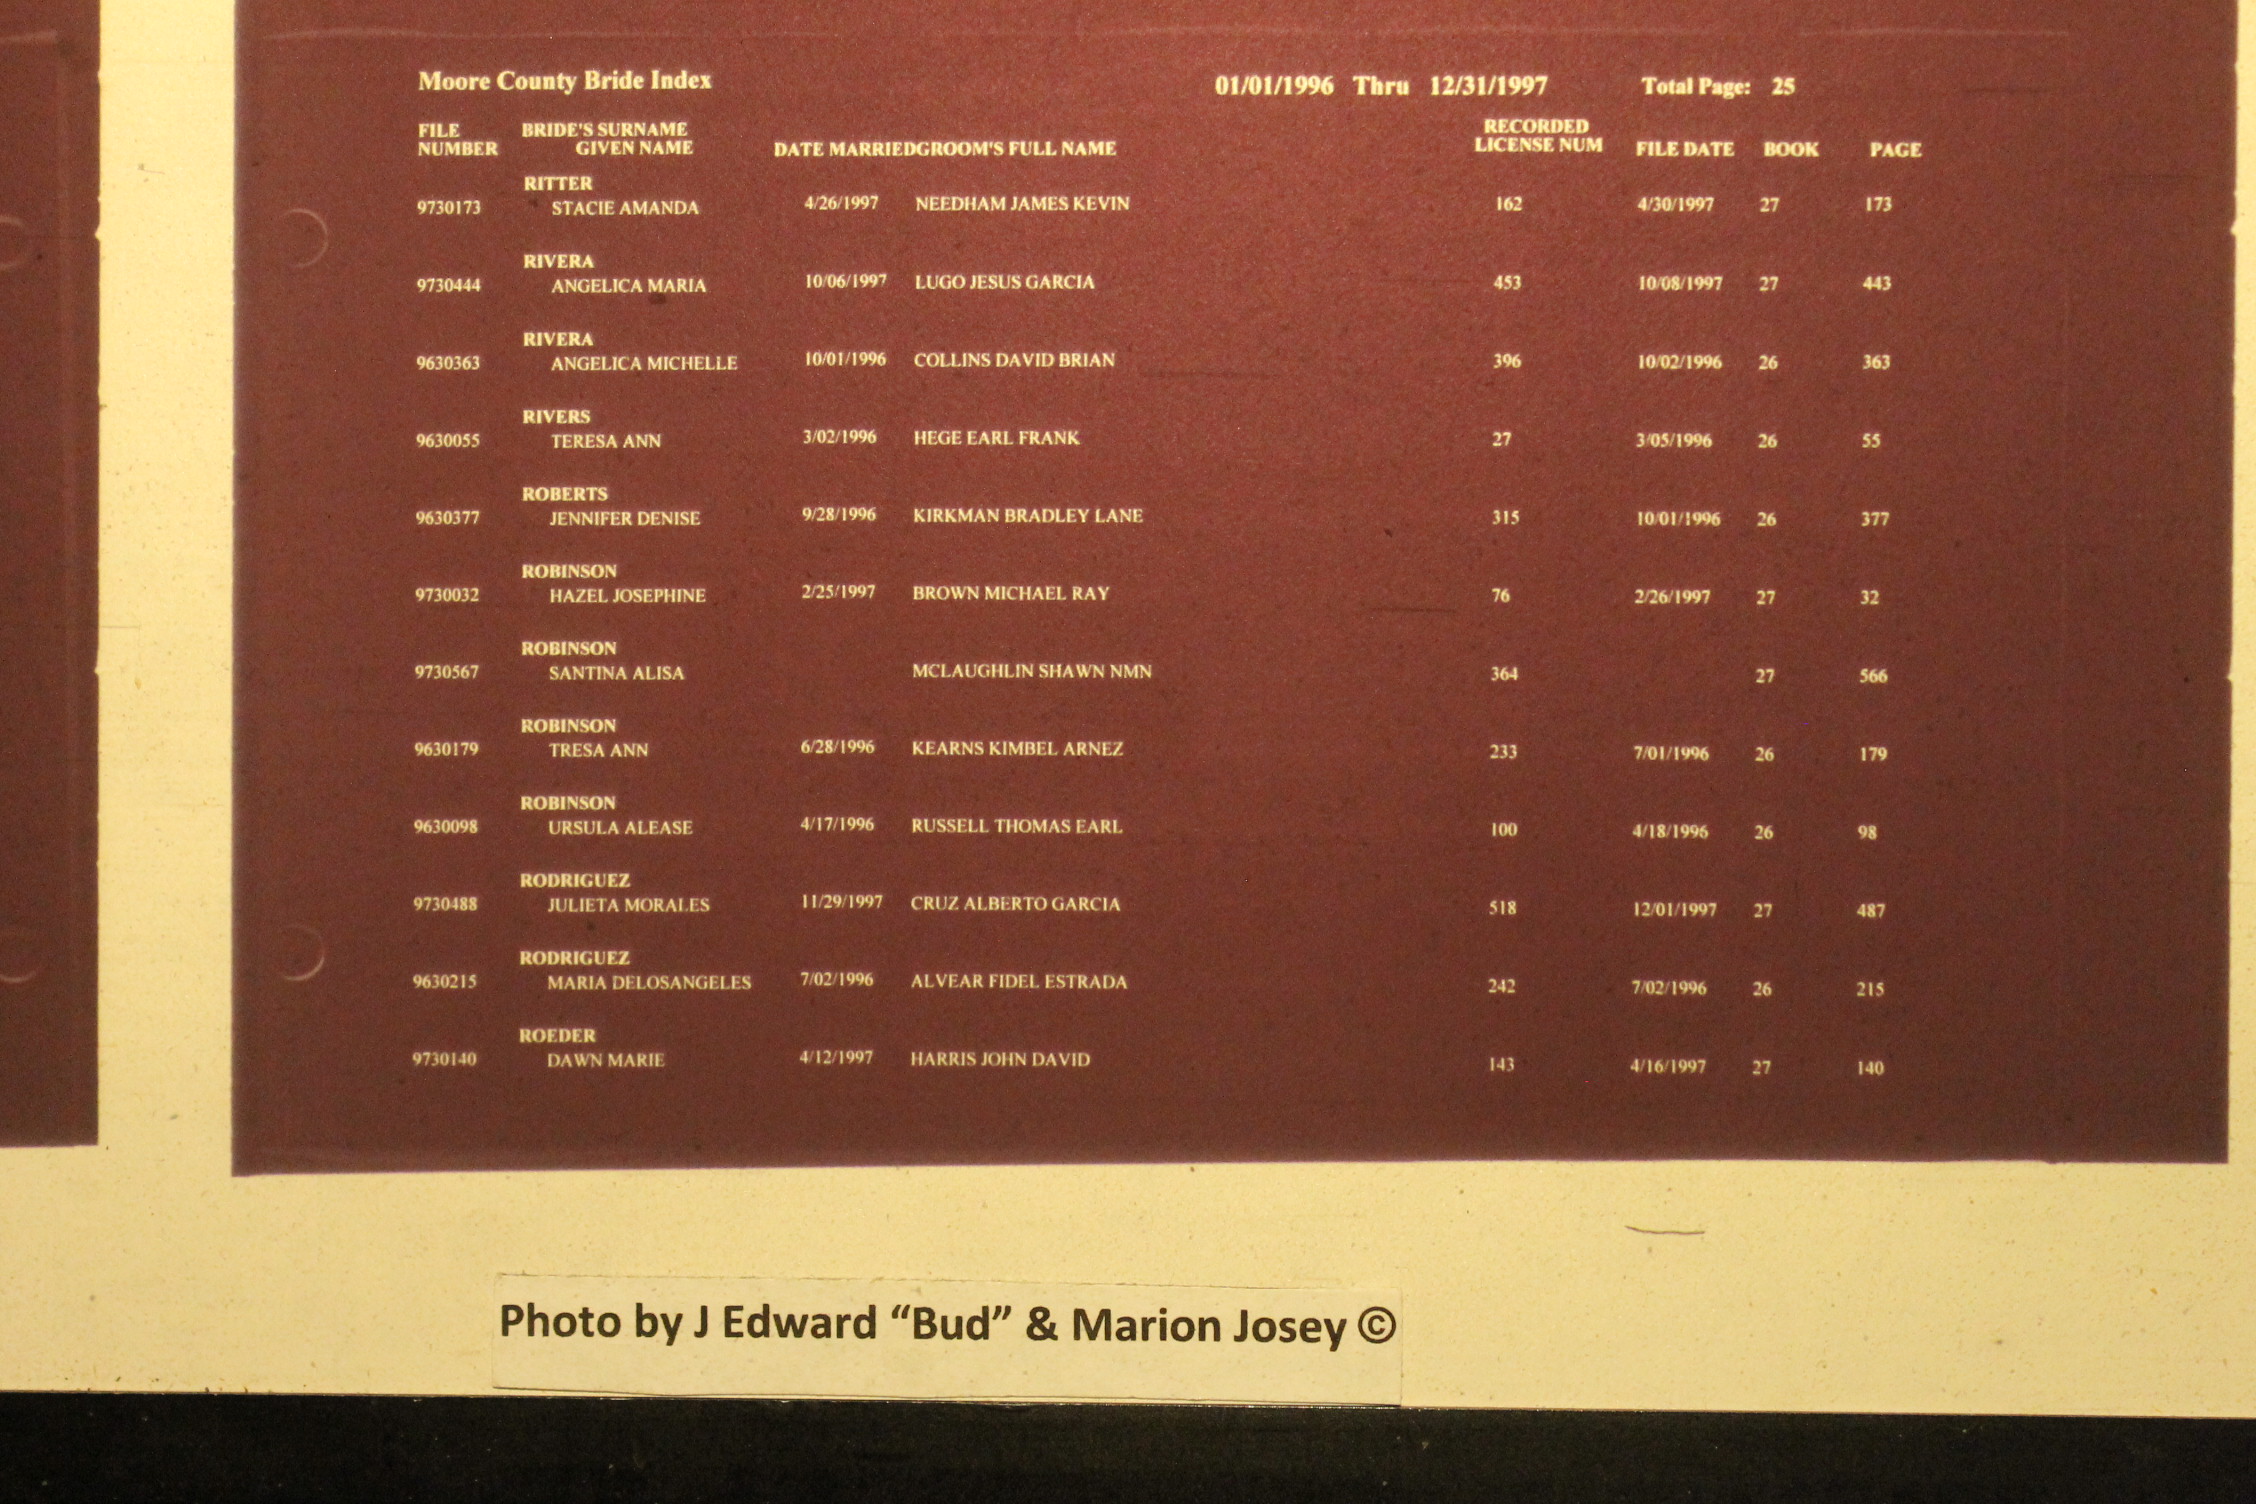 Moore County Bride Index 01/01/1996 Thru 12/31/1997 Total Page: 25
FILE BRIDE'S SURNAME RECORDED
NUMBER GIVEN NAME DATE MARRIEDGROOM'S FULL NAME LICENSE NUM FILE DATE BOOK PAGE
RITTER
9730173 STACIE AMANDA 4/26/1997 NEEDHAM JAMES KEVIN 162 4/30/1997 27 173
RIVERA
9730444 ANGELICA MARIA 10/06/1997 LUGO JESUS GARCIA 453 10/08/1997 27 443
RIVERA
9630363 ANGELICA MICHELLE 10/01/1996 COLLINS DAVID BRIAN 396 10/02/1996 26 363
RIVERS
9630055 TERESA ANN 3/02/1996 HEGE EARL FRANK 27 3/05/1996 26 55
ROBERTS
9630377 JENNIFER DENISE 9/28/1996 KIRKMAN BRADLEY LANE 315 10/01/1996 26 377
ROBINSON
9730032 HAZEL JOSEPHINE 2/25/1997 BROWN MICHAEL RAY 76 2/26/1997 27 32
ROBINSON
9730567 SANTINA ALISA MCLAUGHLIN SHAWN NMN 364 27 566
ROBINSON
9630179 TRESA ANN 6/28/1996 KEARNS KIMBEL ARNEZ 233 7/01/1996 26 179
ROBINSON
9630098 URSULA ALEASE 4/17/1996 RUSSELL THOMAS EARL 100 4/18/1996 26 98
RODRIGUEZ
9730488 JULIETA MORALES 11/29/1997 CRUZ ALBERTO GARCIA 518 12/01/1997 27 487
RODRIGUEZ
9630215 MARIA DELOSANGELES 7/02/1996 ALVEAR FIDEL ESTRADA 242 7/02/1996 26 215
ROEDER
9730140 DAWN MARIE 4/12/1997 HARRIS JOHN DAVID 143 4/16/1997 27 140
Photo by J Edward “Bud” & Marion Josey ©